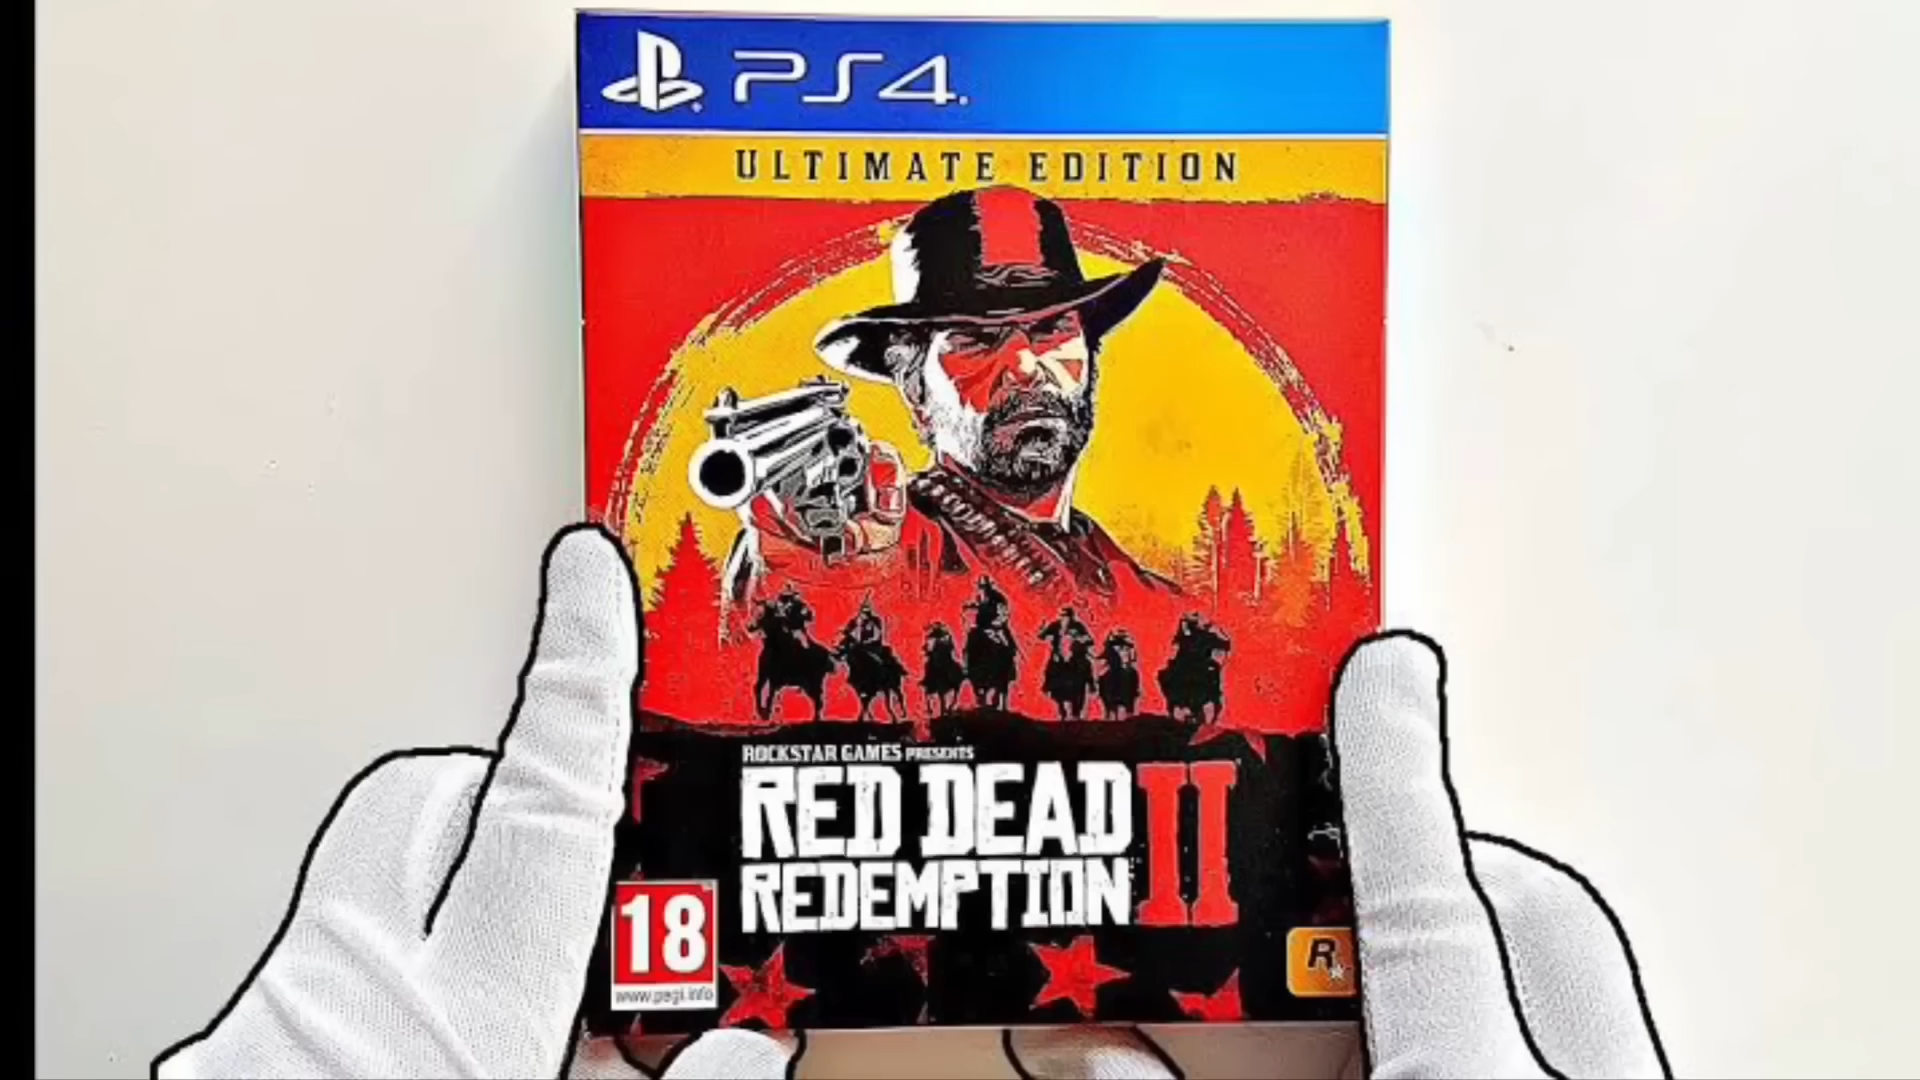 PS4
ULTIMATE EDITION
ROCKSTAR GAMES PRESENTS
RED DEAD
REDEMPTION II
18
www.pegi.info
R